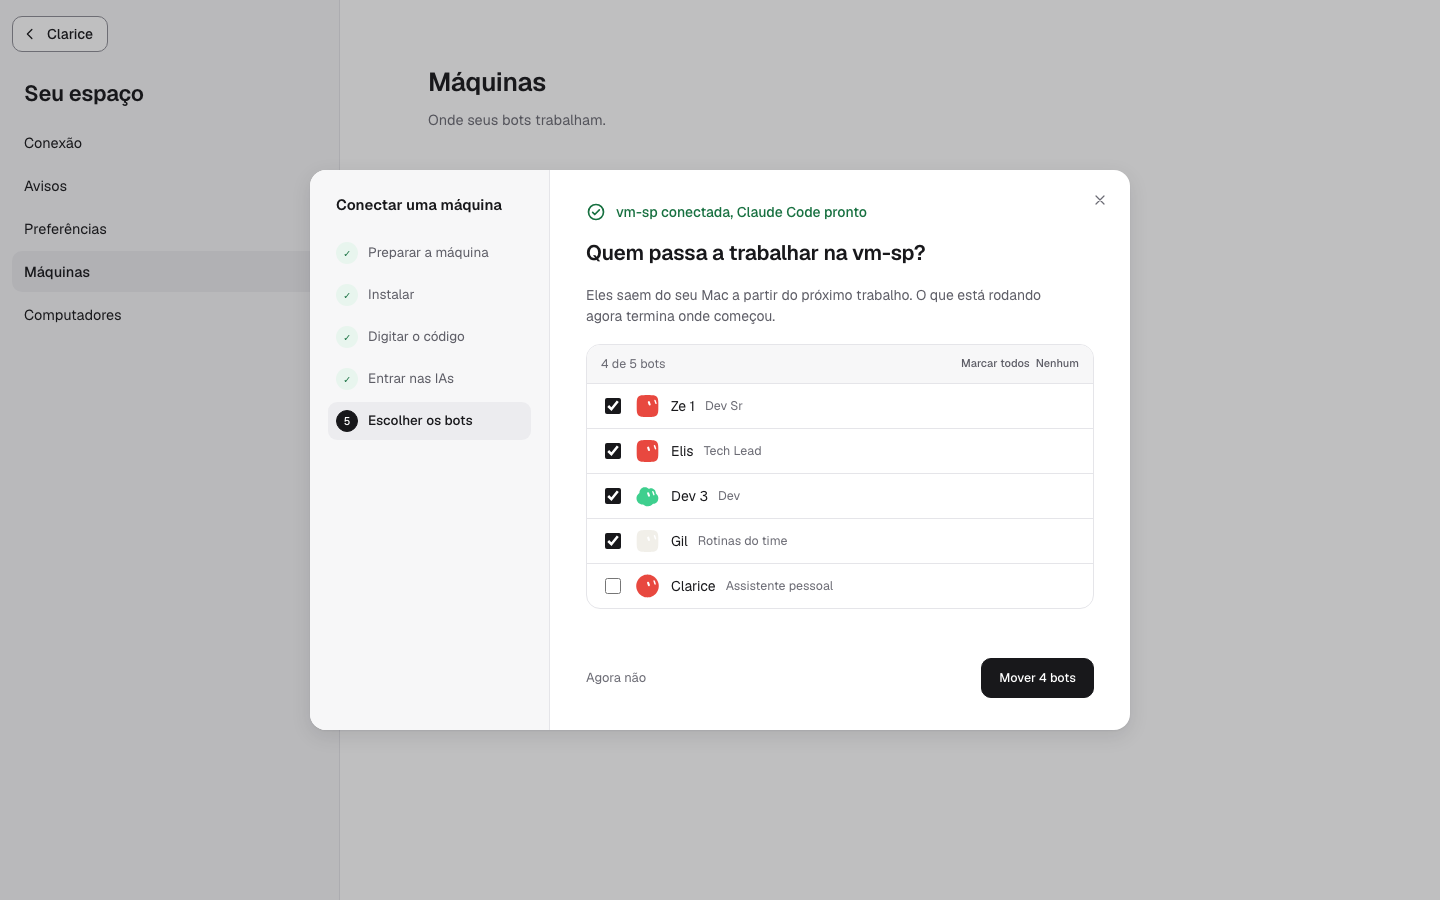 Clarice
Seu espaço
Conexão
Avisos
Preferências
Máquinas
Computadores
Máquinas
Onde seus bots trabalham.
Conectar uma máquina
✓ Preparar a máquina
✓ Instalar
✓ Digitar o código
✓ Entrar nas IAs
5 Escolher os bots
vm-sp conectada, Claude Code pronto
Quem passa a trabalhar na vm-sp?
Eles saem do seu Mac a partir do próximo trabalho. O que está rodando
agora termina onde começou.
4 de 5 bots Marcar todos Nenhum
Ze 1 Dev Sr
Elis Tech Lead
Dev 3 Dev
Gil Rotinas do time
Clarice Assistente pessoal
Agora não Mover 4 bots